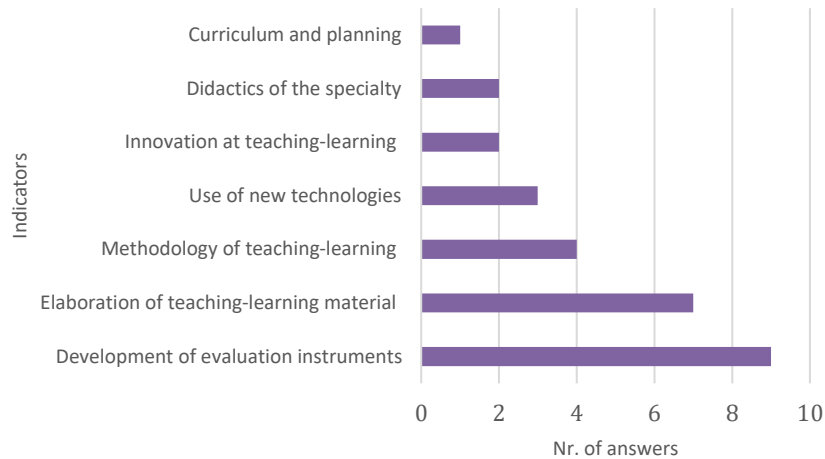 Curriculum and planning
Didactics of the specialty
Innovation at teaching-learning
Use of new technologies
Methodology of teaching-learning
Elaboration of teaching-learning material
Development of evaluation instruments
Indicators
0 2 4 6 8 10
Nr. of answers